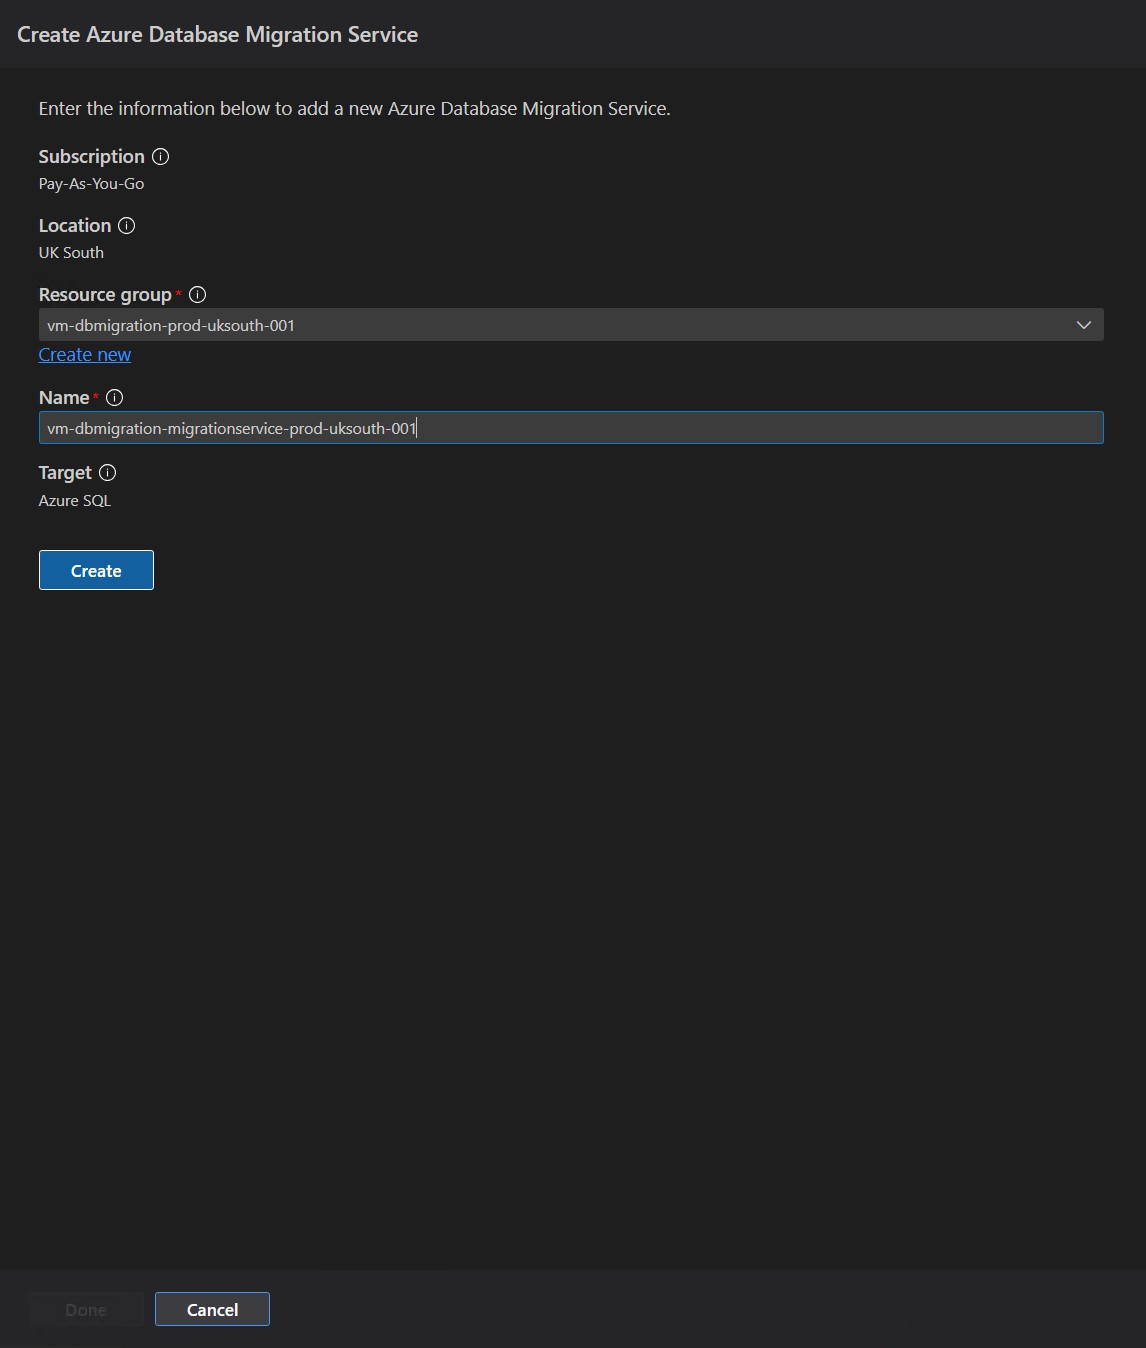 Create Azure Database Migration Service
Enter the information below to add a new Azure Database Migration Service.
Subscription
Pay-As-You-Go
Location
UK South
Resource group *
vm-dbmigration-prod-uksouth-001
Create new
Name *
vm-dbmigration-migrationservice-prod-uksouth-001
Target
Azure SQL
Create
Done
Cancel